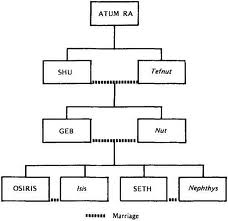 ATUM RA
SHU Tefnut
GEB Nut
OSIRIS Isis SETH Nephthys
Marriage